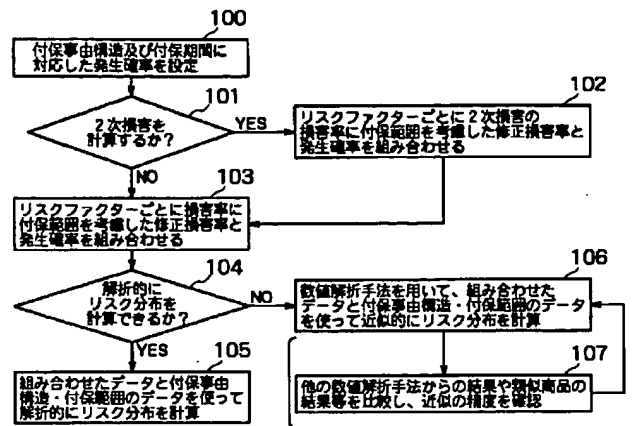 100
付保事由構造及び付保期間に
対応した発生確率を設定
101
2次損害を
計算するか?
YES
102
リスクファクターごとに2次損害の
損害率に付保範囲を考慮した修正損害率と
発生確率を組み合わせる
NO
103
リスクファクターごとに損害率に
付保範囲を考慮した修正損害率と
発生確率を組み合わせる
104
解析的に
リスク分布を
計算できるか?
NO
106
数値解析手法を用いて、組み合わせた
データと付保事由構造・付保範囲のデータ
を使って近似的にリスク分布を計算
YES
105
組み合わせたデータと付保事由
構造・付保範囲のデータを使って
解析的にリスク分布を計算
107
他の数値解析手法からの結果や類似商品の
結果等を比較し、近似の精度を確認